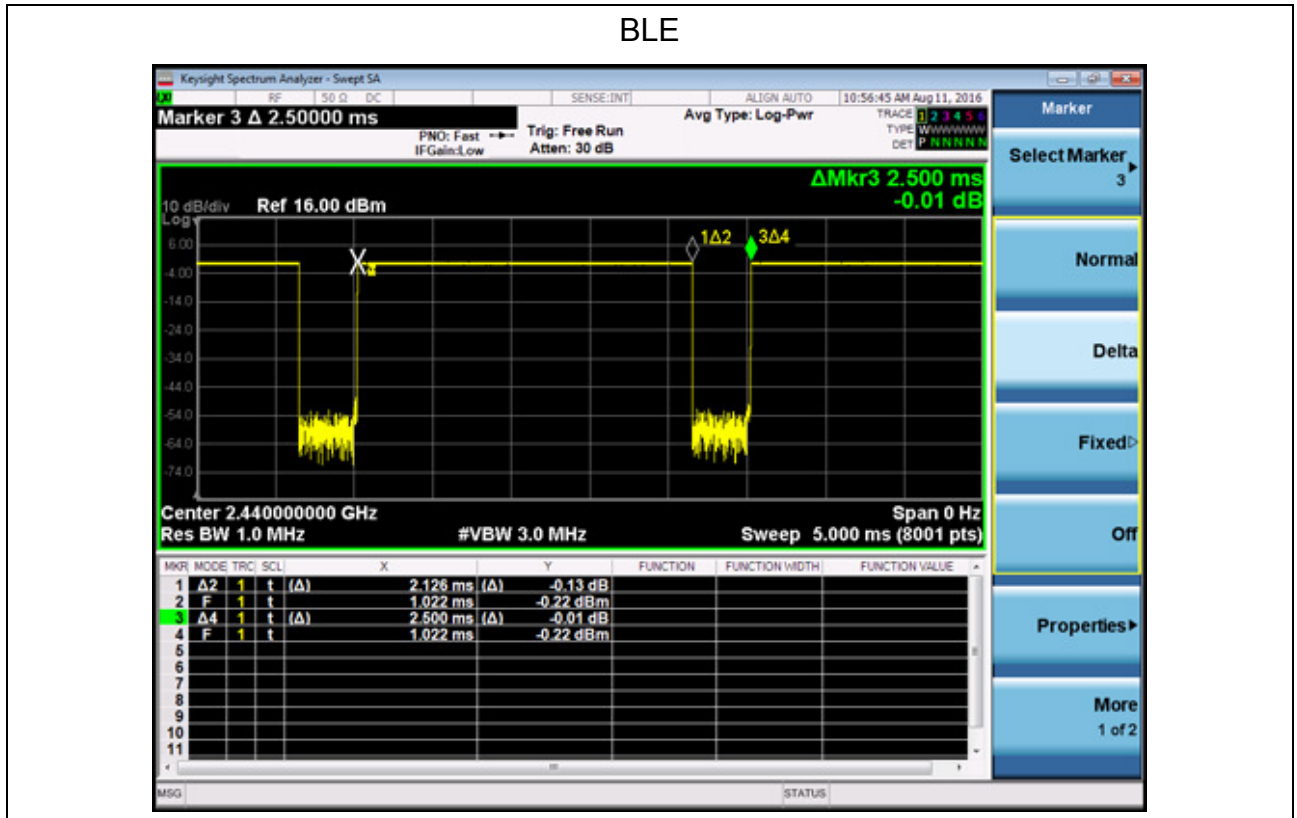 BLE
Keysight Spectrum Analyzer - Swept SA
RF 50 Ω DC SENSE:INT ALIGN AUTO 10:56:45 AM Aug 11, 2016
Marker 3 Δ 2.50000 ms
PNO: Fast Trig: Free Run Avg Type: Log-Pwr TRACE 1 2 3 4 5 6
TYPE WWWWWWW
IFGain:Low Atten: 30 dB DET P N N N N N
Marker
Select Marker
3
Normal
Delta
Fixed
Off
Properties
More
1 of 2
ΔMkr3 2.500 ms
-0.01 dB
10 dB/div Ref 16.00 dBm
Log
6.00
-4.00
-14.0
-24.0
-34.0
-44.0
-54.0
-64.0
-74.0
1Δ2 3Δ4
Center 2.440000000 GHz Span 0 Hz
Res BW 1.0 MHz #VBW 3.0 MHz Sweep 5.000 ms (8001 pts)
MKR MODE TRC SCL X Y FUNCTION FUNCTION WIDTH FUNCTION VALUE
1 Δ2 1 t (Δ) 2.126 ms (Δ) -0.13 dB
2 F 1 t 1.022 ms -0.22 dBm
3 Δ4 1 t (Δ) 2.500 ms (Δ) -0.01 dB
4 F 1 t 1.022 ms -0.22 dBm
5
6
7
8
9
10
11
MSG STATUS